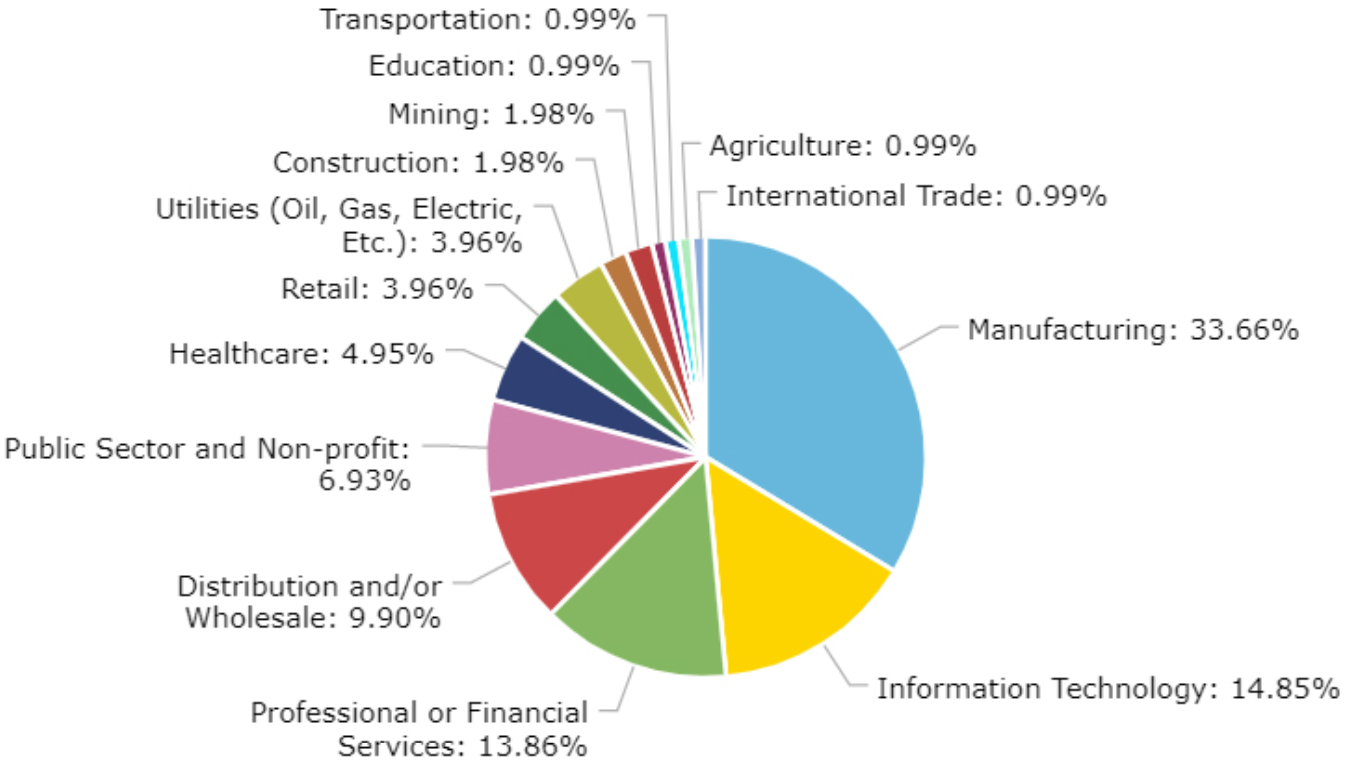 Transportation: 0.99%
Education: 0.99%
Mining: 1.98%
Agriculture: 0.99%
Construction: 1.98%
International Trade: 0.99%
Utilities (Oil, Gas, Electric,
Etc.): 3.96%
Retail: 3.96%
Manufacturing: 33.66%
Healthcare: 4.95%
Public Sector and Non-profit:
6.93%
Distribution and/or
Wholesale: 9.90%
Information Technology: 14.85%
Professional or Financial
Services: 13.86%